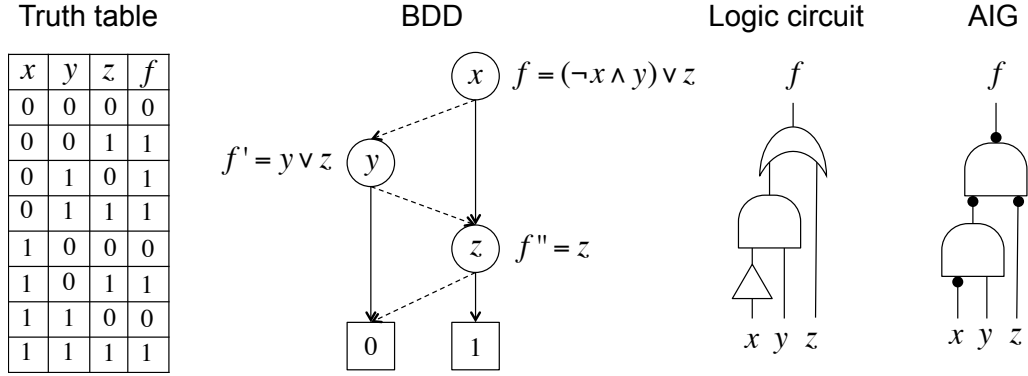 Truth table
x y z f
0 0 0 0
0 0 1 1
0 1 0 1
0 1 1 1
1 0 0 0
1 0 1 1
1 1 0 0
1 1 1 1
BDD
x f = (¬x ∧ y) ∨ z
f' = y ∨ z y
z f" = z
0 1
Logic circuit
f
x y z
AIG
f
x y z